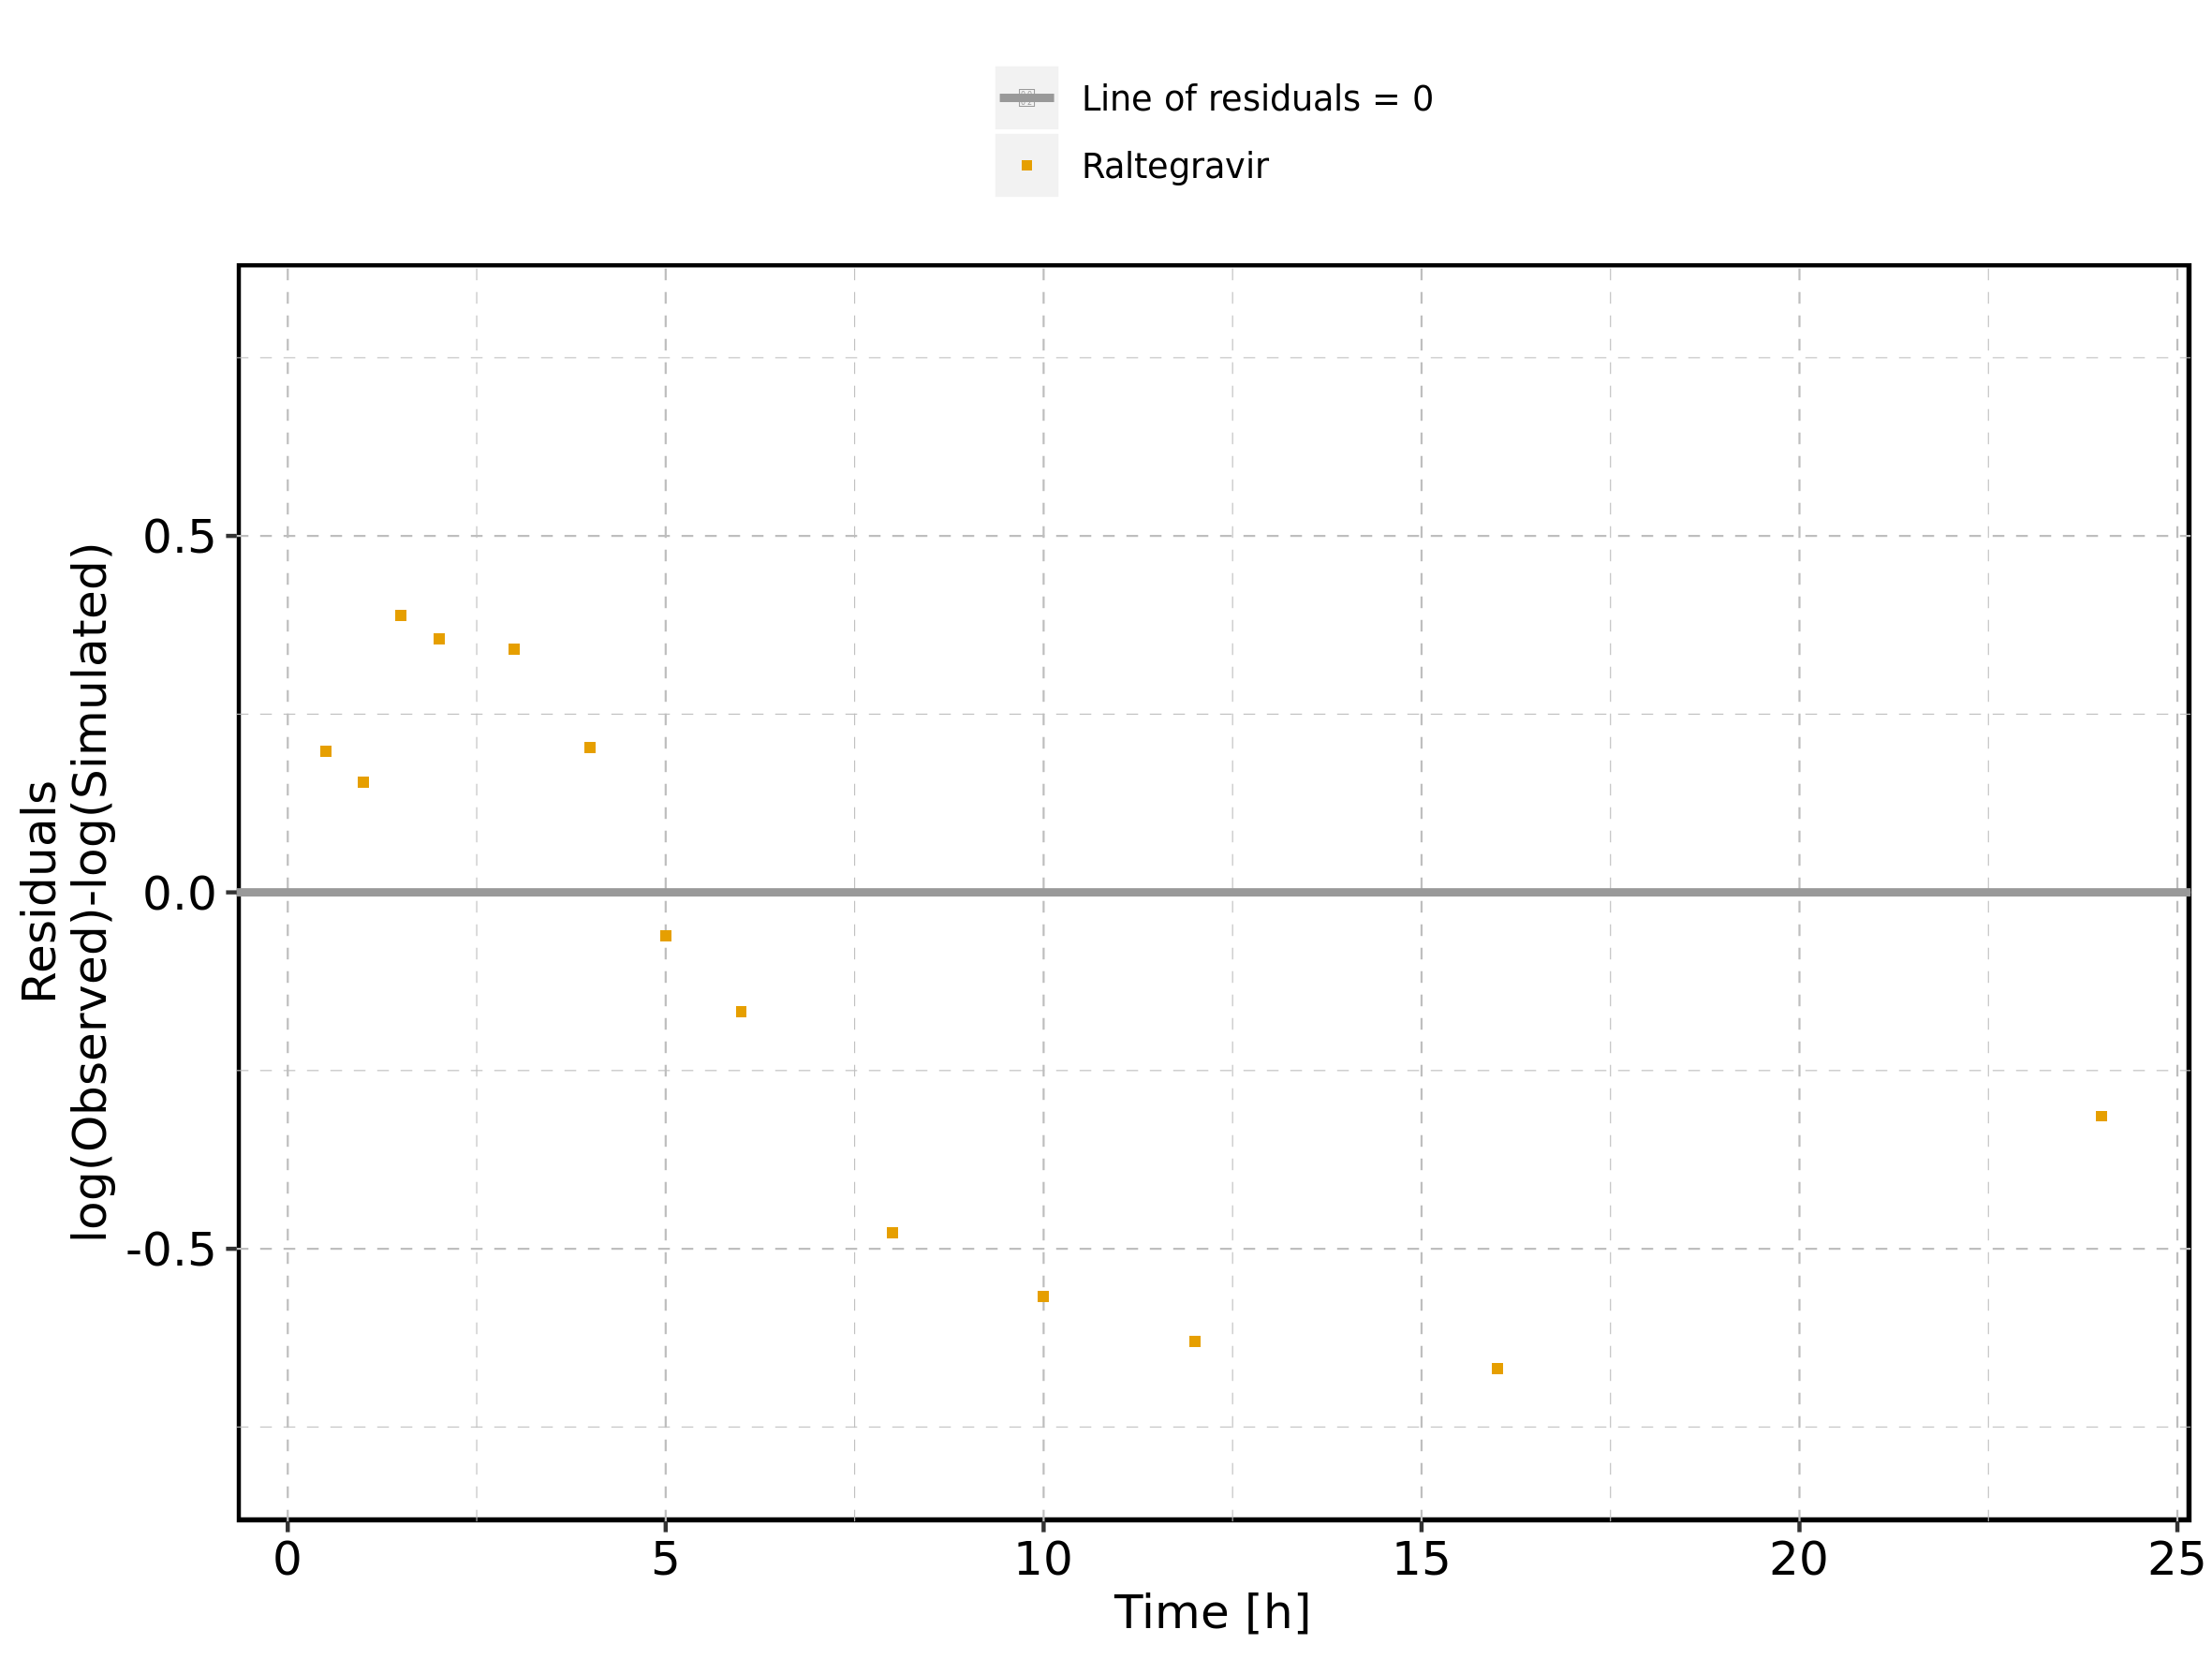 Line of residuals = 0
Raltegravir
Residuals
log(Observed)-log(Simulated)
0.5
0.0
-0.5
0 5 10 15 20 25
Time [h]